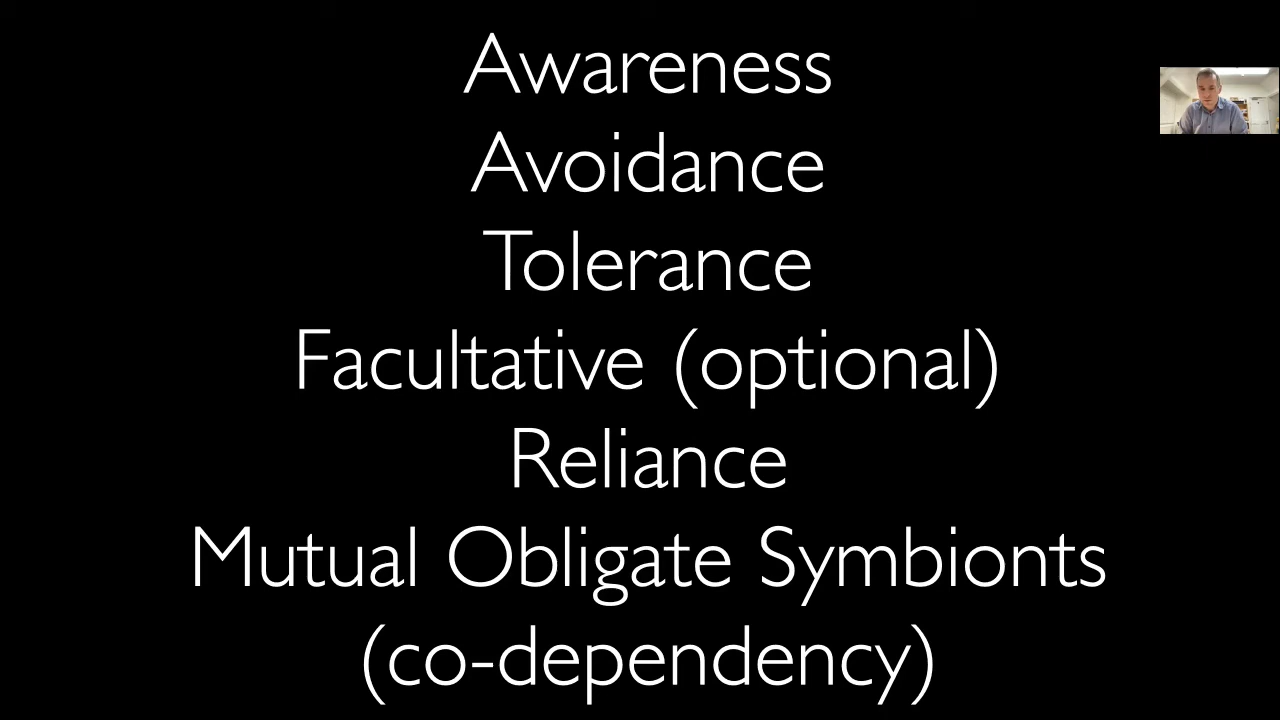 Awareness
Avoidance
Tolerance
Facultative (optional)
Reliance
Mutual Obligate Symbionts
(co-dependency)